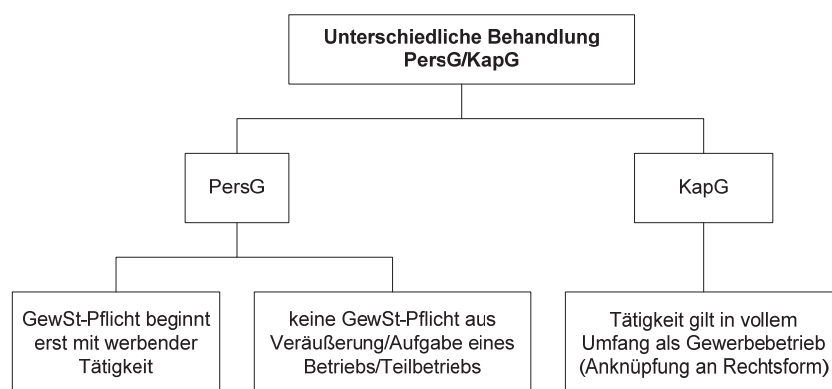 Unterschiedliche Behandlung
PersG/KapG
PersG
KapG
GewSt-Pflicht beginnt
erst mit werbender
Tätigkeit
keine GewSt-Pflicht aus
Veräußerung/Aufgabe eines
Betriebs/Teilbetriebs
Tätigkeit gilt in vollem
Umfang als Gewerbebetrieb
(Anknüpfung an Rechtsform)